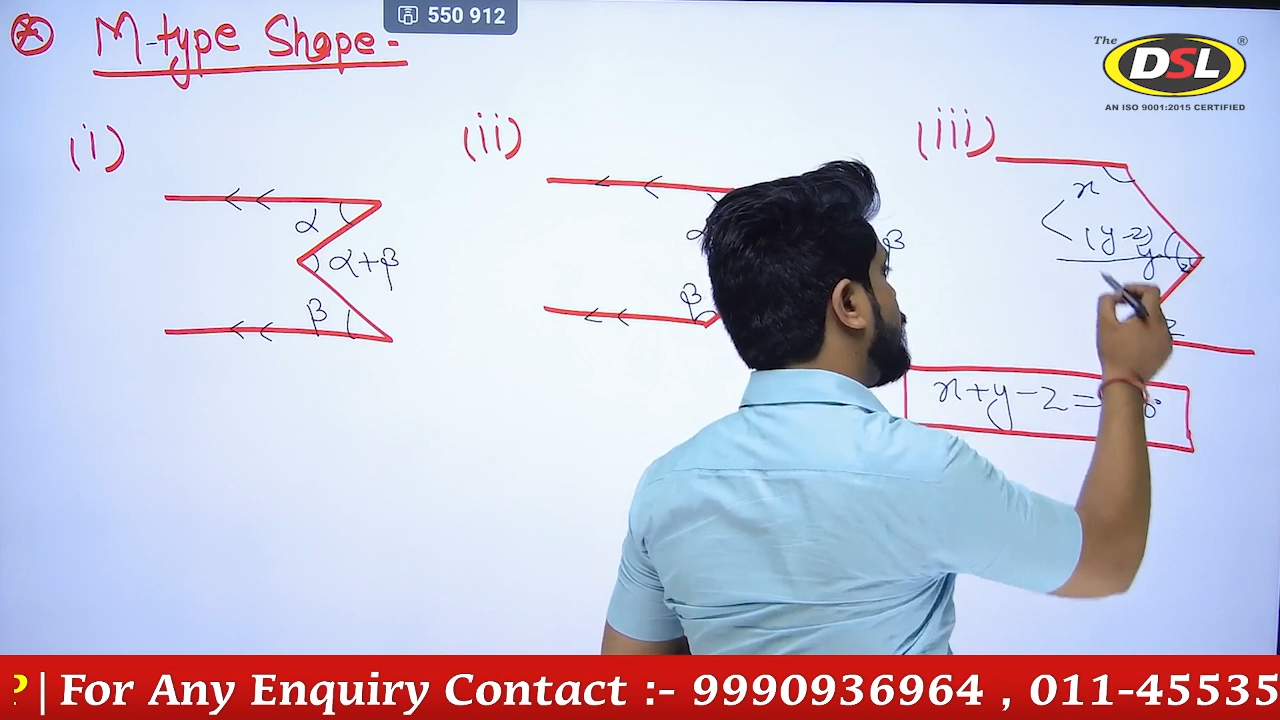 550 912
The DSL ®
AN ISO 9001:2015 CERTIFIED
M-type Shape-
(i)
α
α+β
β
(ii)
α
β
β
(iii)
x
(y-z)
y
z
z
x+y-z=
? | For Any Enquiry Contact :- 9990936964 , 011-45535